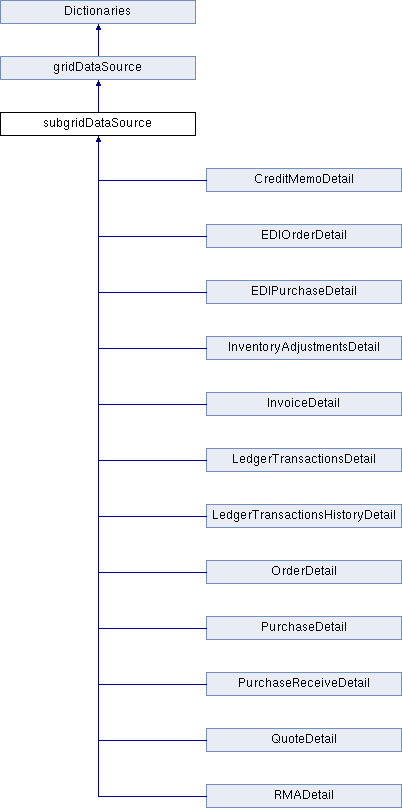 Dictionaries
gridDataSource
subgridDataSource
CreditMemoDetail
EDIOrderDetail
EDIPurchaseDetail
InventoryAdjustmentsDetail
InvoiceDetail
LedgerTransactionsDetail
LedgerTransactionsHistoryDetail
OrderDetail
PurchaseDetail
PurchaseReceiveDetail
QuoteDetail
RMADetail